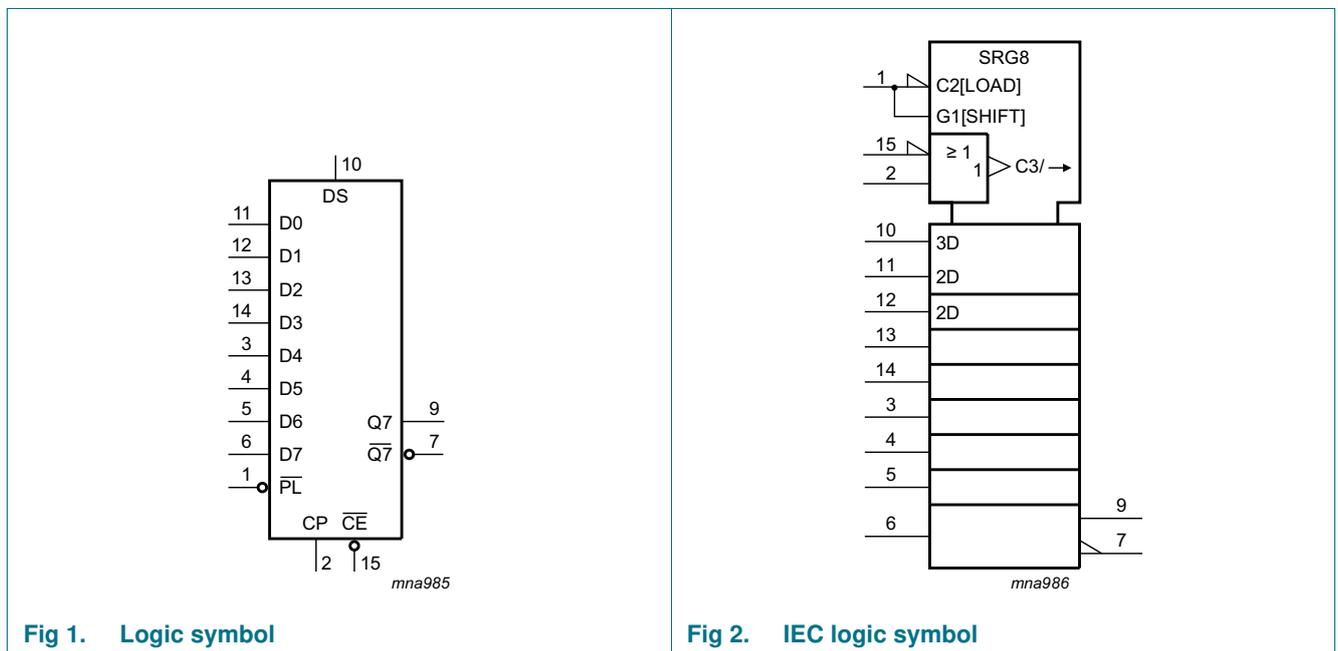 10
DS
11
D0
12
D1
13
D2
14
D3
3
D4
4
D5
5
D6
Q7
9
6
D7
Q7
7
1
PL
CP CE
2
15
mna985
Fig 1. Logic symbol
SRG8
1
C2[LOAD]
G1[SHIFT]
15
≥ 1
1
C3/ →
2
10
3D
11
2D
12
2D
13
14
3
4
5
9
6
7
mna986
Fig 2. IEC logic symbol